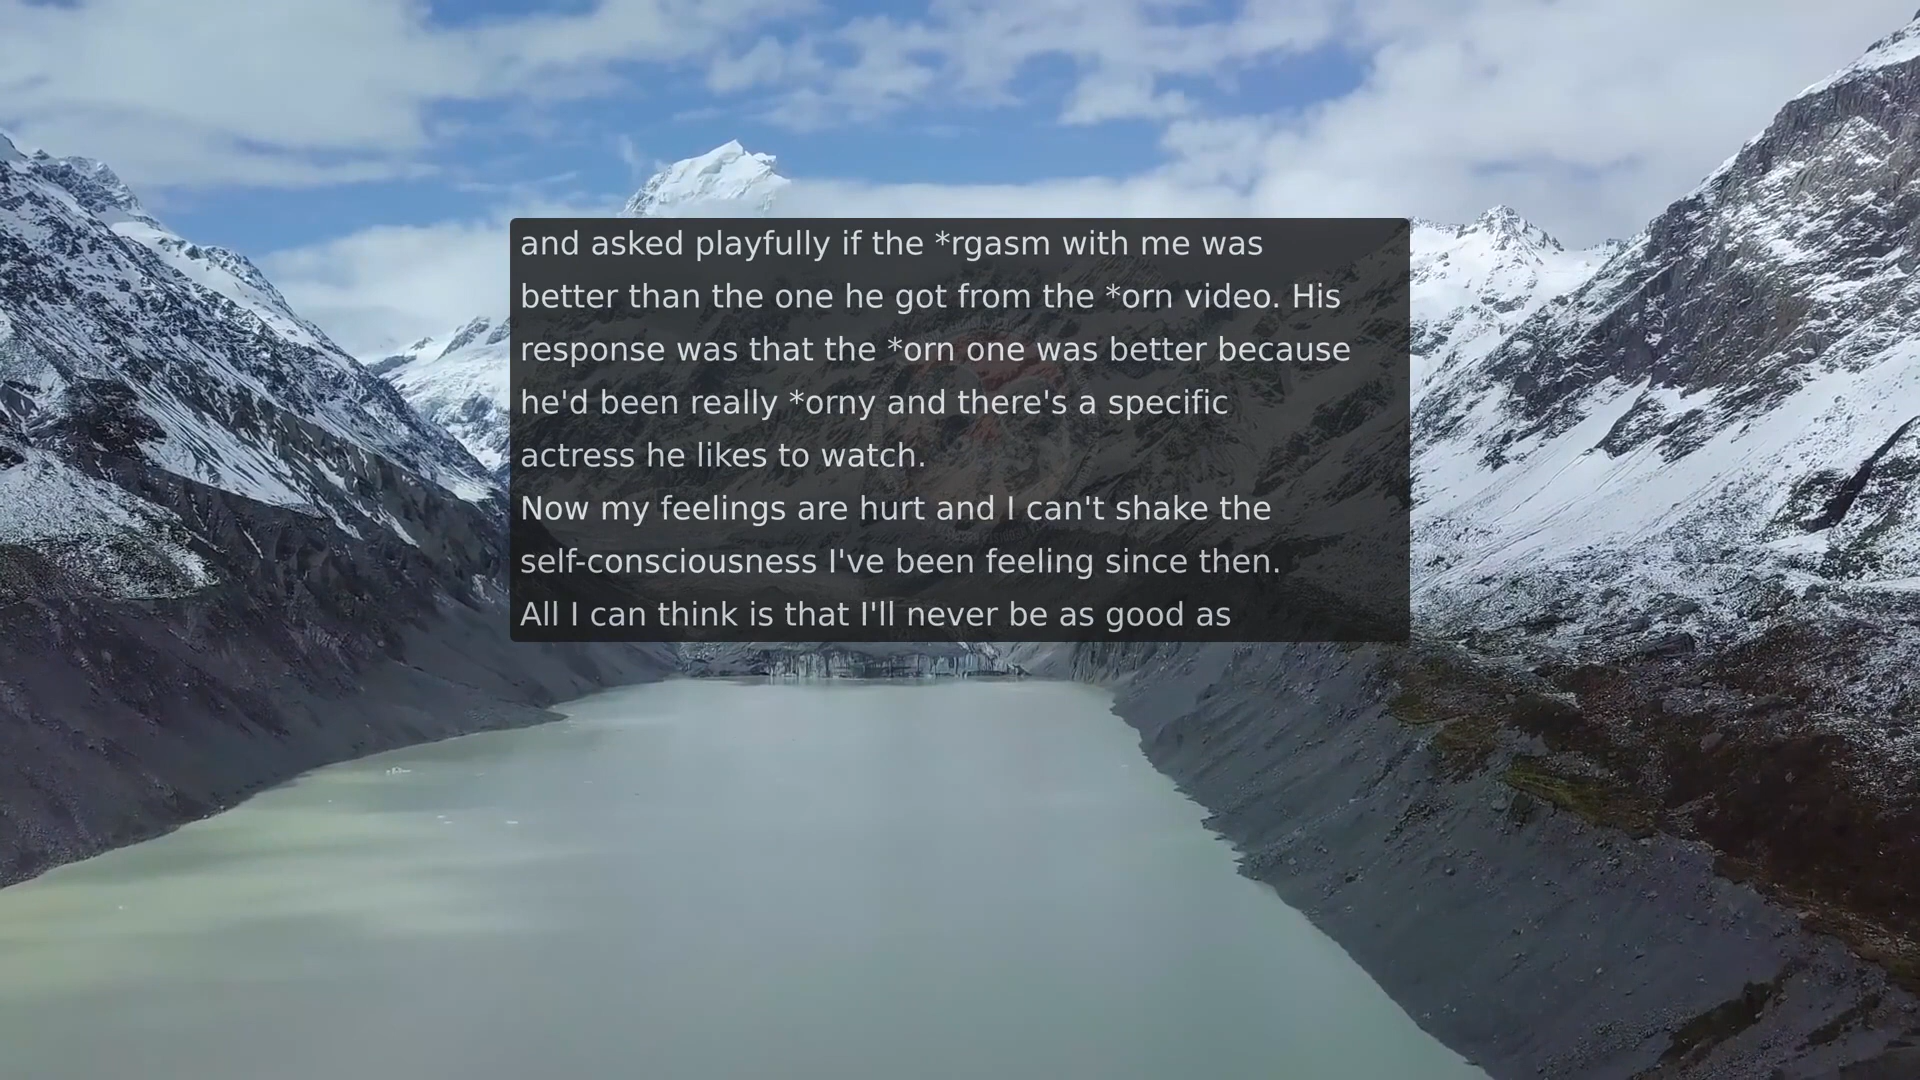 and asked playfully if the *rgasm with me was
better than the one he got from the *orn video. His
response was that the *orn one was better because
he'd been really *orny and there's a specific
actress he likes to watch.
Now my feelings are hurt and I can't shake the
self-consciousness I've been feeling since then.
All I can think is that I'll never be as good as